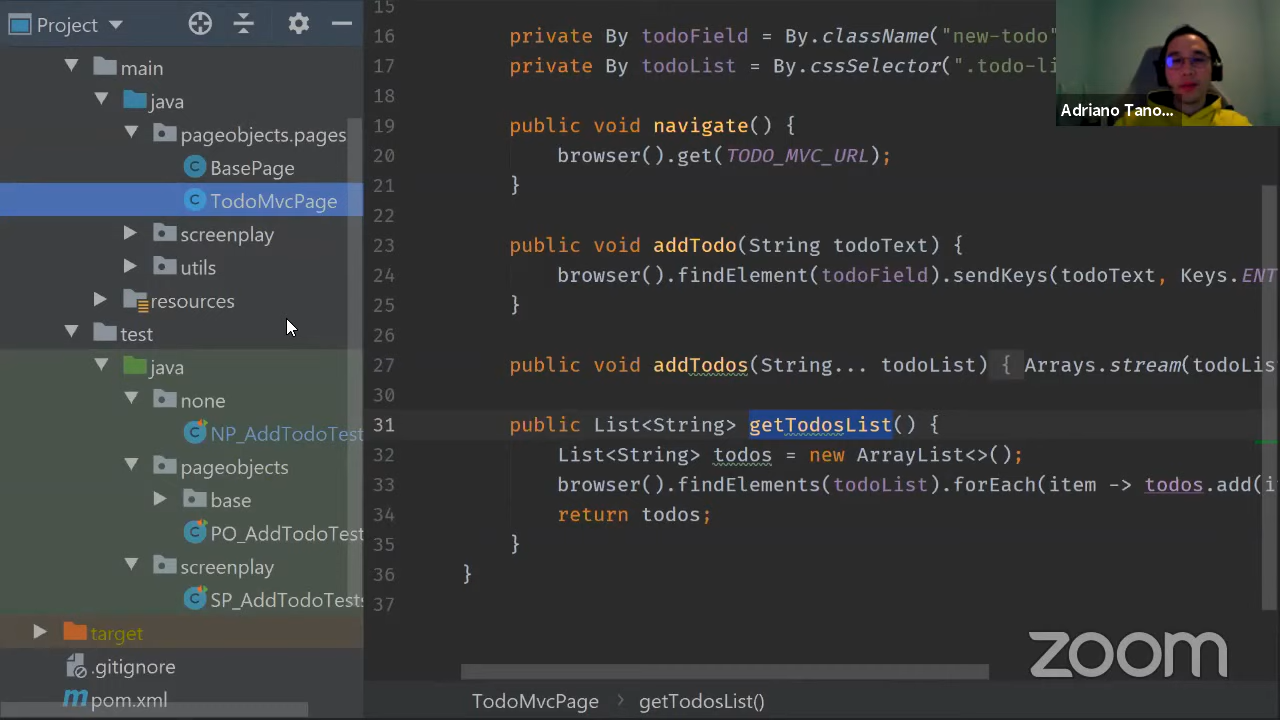 Project
main
java
pageobjects.pages
BasePage
TodoMvcPage
screenplay
utils
resources
test
java
none
NP_AddTodoTest
pageobjects
base
PO_AddTodoTest
screenplay
SP_AddTodoTests
target
.gitignore
pom.xml
15
16 private By todoField = By.className("new-todo"
17 private By todoList = By.cssSelector(".todo-li
18
19 public void navigate() {
20 browser().get(TODO_MVC_URL);
21 }
22
23 public void addTodo(String todoText) {
24 browser().findElement(todoField).sendKeys(todoText, Keys.ENT
25 }
26
27 public void addTodos(String... todoList) { Arrays.stream(todoLis
30
31 public List<String> getTodosList() {
32 List<String> todos = new ArrayList<>();
33 browser().findElements(todoList).forEach(item -> todos.add(i
34 return todos;
35 }
36 }
37
TodoMvcPage > getTodosList()
Adriano Tano...
zoom